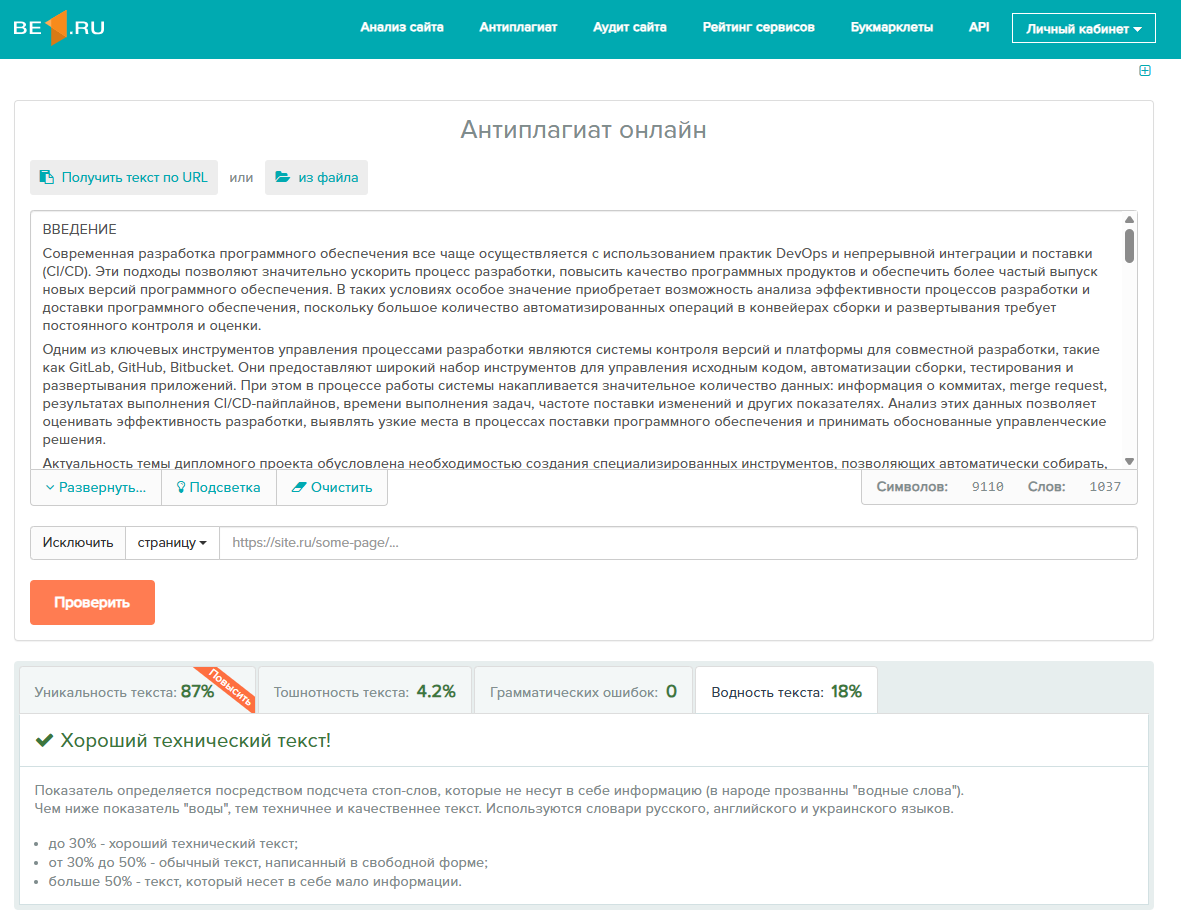 BE1.RU
Анализ сайта Антиплагиат Аудит сайта Рейтинг сервисов Букмарклеты API Личный кабинет
Антиплагиат онлайн
Получить текст по URL или из файла
ВВЕДЕНИЕ
Современная разработка программного обеспечения все чаще осуществляется с использованием практик DevOps и непрерывной интеграции и поставки
(CI/CD). Эти подходы позволяют значительно ускорить процесс разработки, повысить качество программных продуктов и обеспечить более частый выпуск
новых версий программного обеспечения. В таких условиях особое значение приобретает возможность анализа эффективности процессов разработки и
доставки программного обеспечения, поскольку большое количество автоматизированных операций в конвейерах сборки и развертывания требует
постоянного контроля и оценки.
Одним из ключевых инструментов управления процессами разработки являются системы контроля версий и платформы для совместной разработки, такие
как GitLab, GitHub, Bitbucket. Они предоставляют широкий набор инструментов для управления исходным кодом, автоматизации сборки, тестирования и
развертывания приложений. При этом в процессе работы системы накапливается значительное количество данных: информация о коммитах, merge request,
результатах выполнения CI/CD-пайплайнов, времени выполнения задач, частоте поставки изменений и других показателях. Анализ этих данных позволяет
оценивать эффективность разработки, выявлять узкие места в процессах поставки программного обеспечения и принимать обоснованные управленческие
решения.
Актуальность темы дипломного проекта обусловлена необходимостью создания специализированных инструментов, позволяющих автоматически собирать,
Развернуть... Подсветка Очистить Символов: 9110 Слов: 1037
Исключить страницу https://site.ru/some-page/...
Проверить
Уникальность текста: 87% Повысить Тошнотность текста: 4.2% Грамматических ошибок: 0 Водность текста: 18%
Хороший технический текст!
Показатель определяется посредством подсчета стоп-слов, которые не несут в себе информацию (в народе прозванны "водные слова").
Чем ниже показатель "воды", тем техничнее и качественнее текст. Используются словари русского, английского и украинского языков.
• до 30% - хороший технический текст;
• от 30% до 50% - обычный текст, написанный в свободной форме;
• больше 50% - текст, который несет в себе мало информации.